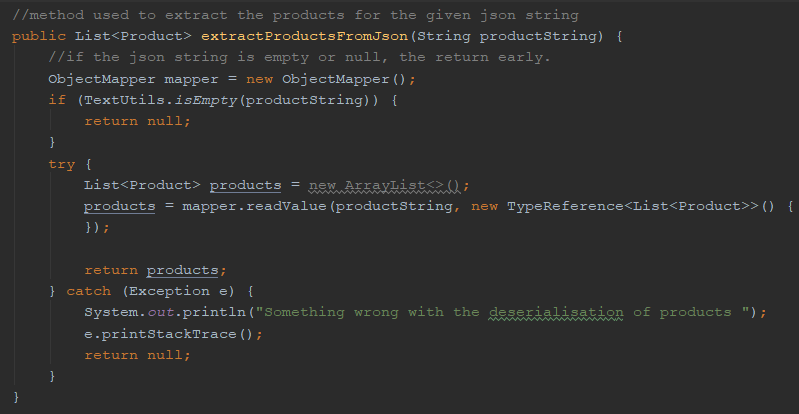 //method used to extract the products for the given json string
public List<Product> extractProductsFromJson(String productString) {
//if the json string is empty or null, the return early.
ObjectMapper mapper = new ObjectMapper();
if (TextUtils.isEmpty(productString)) {
return null;
}
try {
List<Product> products = new ArrayList<>();
products = mapper.readValue(productString, new TypeReference<List<Product>>() {
});
return products;
} catch (Exception e) {
System.out.println("Something wrong with the deserialisation of products ");
e.printStackTrace();
return null;
}
}